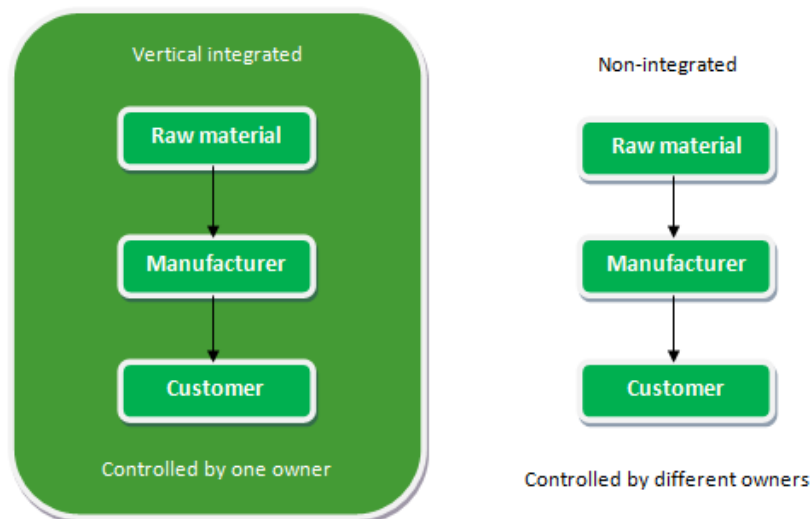 Vertical integrated
Raw material
Manufacturer
Customer
Controlled by one owner
Non-integrated
Raw material
Manufacturer
Customer
Controlled by different owners